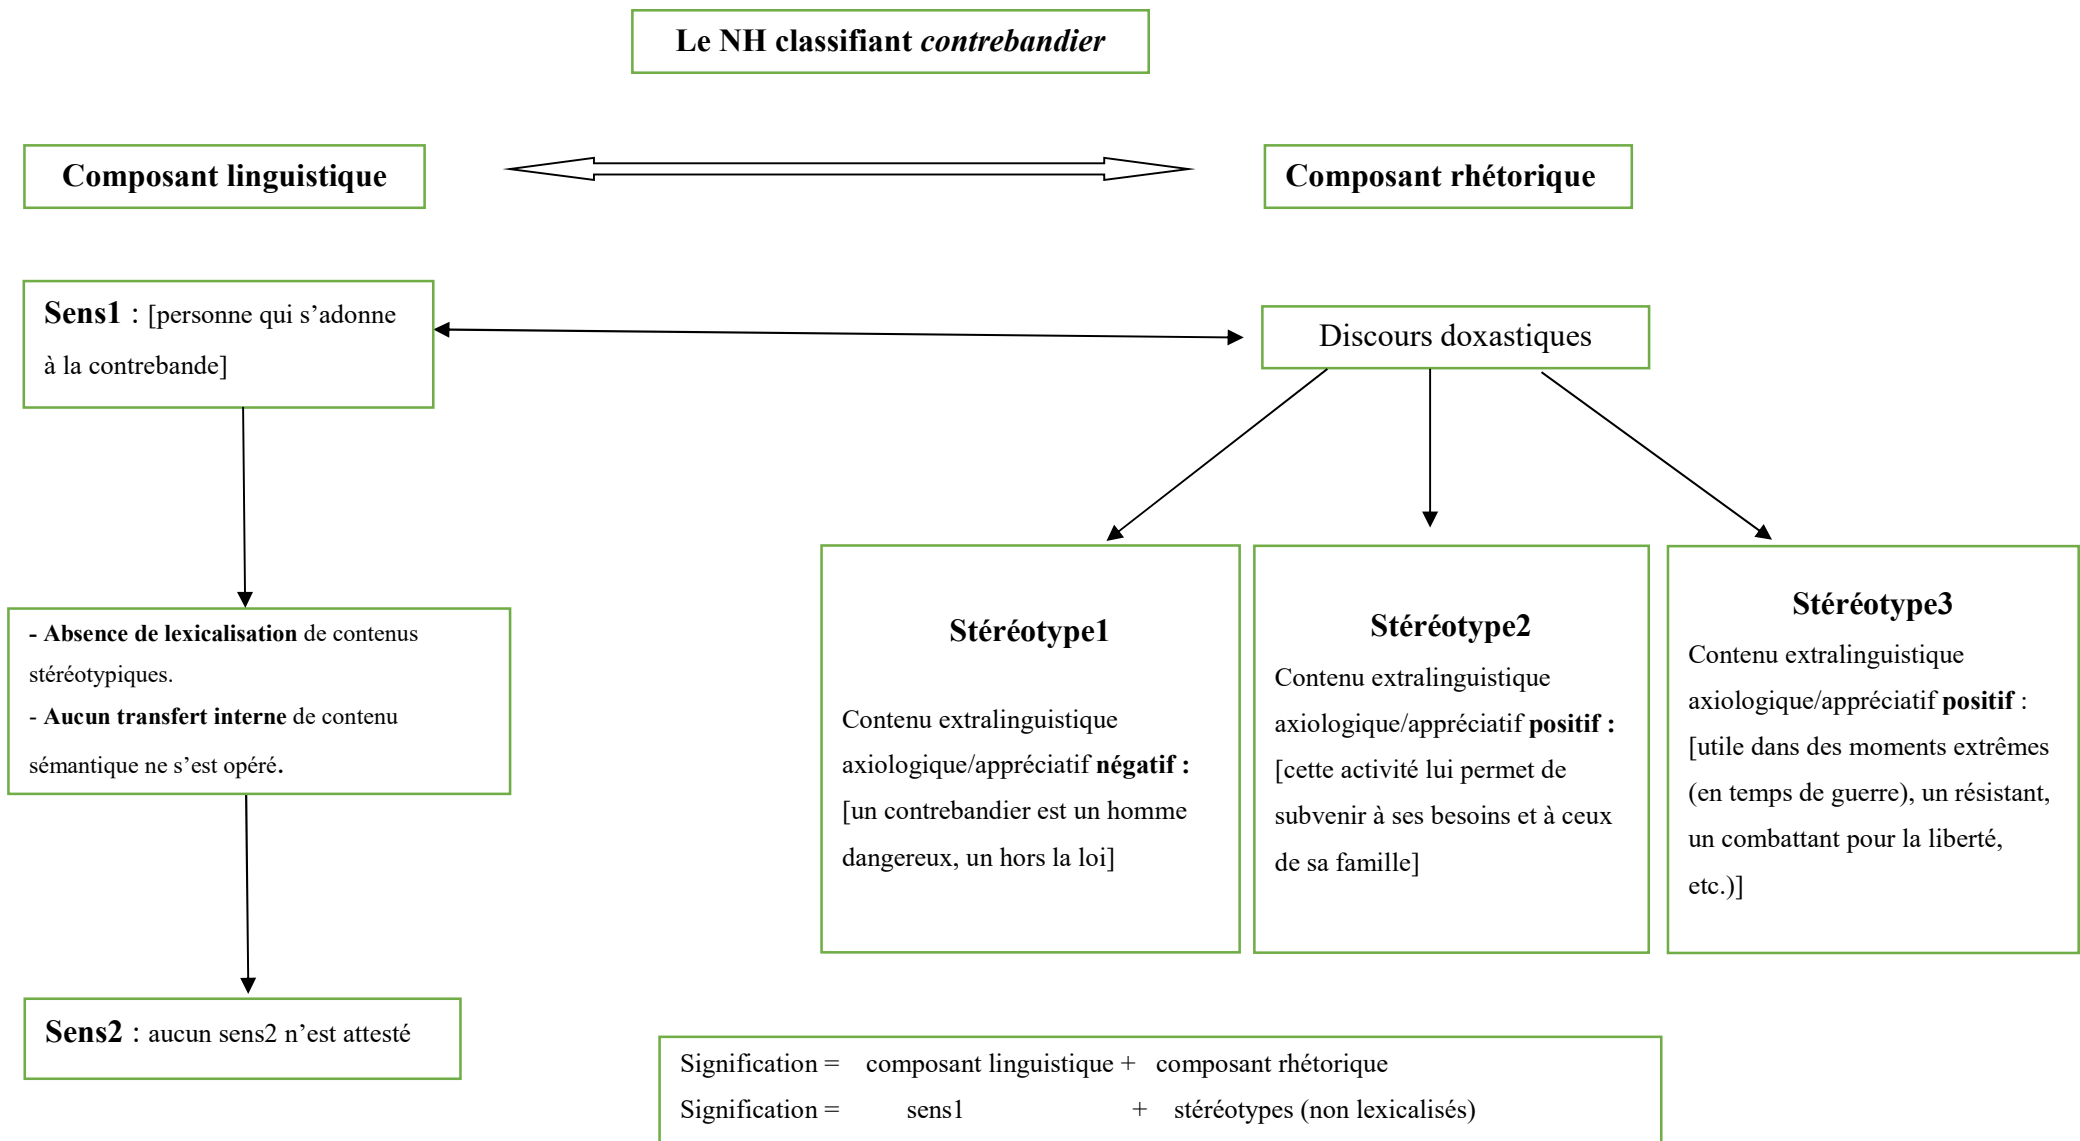 Le NH classifiant contrebandier
Composant linguistique
Composant rhétorique
Sens1 : [personne qui s’adonne
à la contrebande]
Discours doxastiques
- Absence de lexicalisation de contenus
stéréotypiques.
- Aucun transfert interne de contenu
sémantique ne s’est opéré.
Sens2 : aucun sens2 n’est attesté
Stéréotype1
Contenu extralinguistique
axiologique/appréciatif négatif :
[un contrebandier est un homme
dangereux, un hors la loi]
Stéréotype2
Contenu extralinguistique
axiologique/appréciatif positif :
[cette activité lui permet de
subvenir à ses besoins et à ceux
de sa famille]
Stéréotype3
Contenu extralinguistique
axiologique/appréciatif positif :
[utile dans des moments extrêmes
(en temps de guerre), un résistant,
un combattant pour la liberté,
etc.)]
Signification = composant linguistique + composant rhétorique
Signification = sens1 + stéréotypes (non lexicalisés)